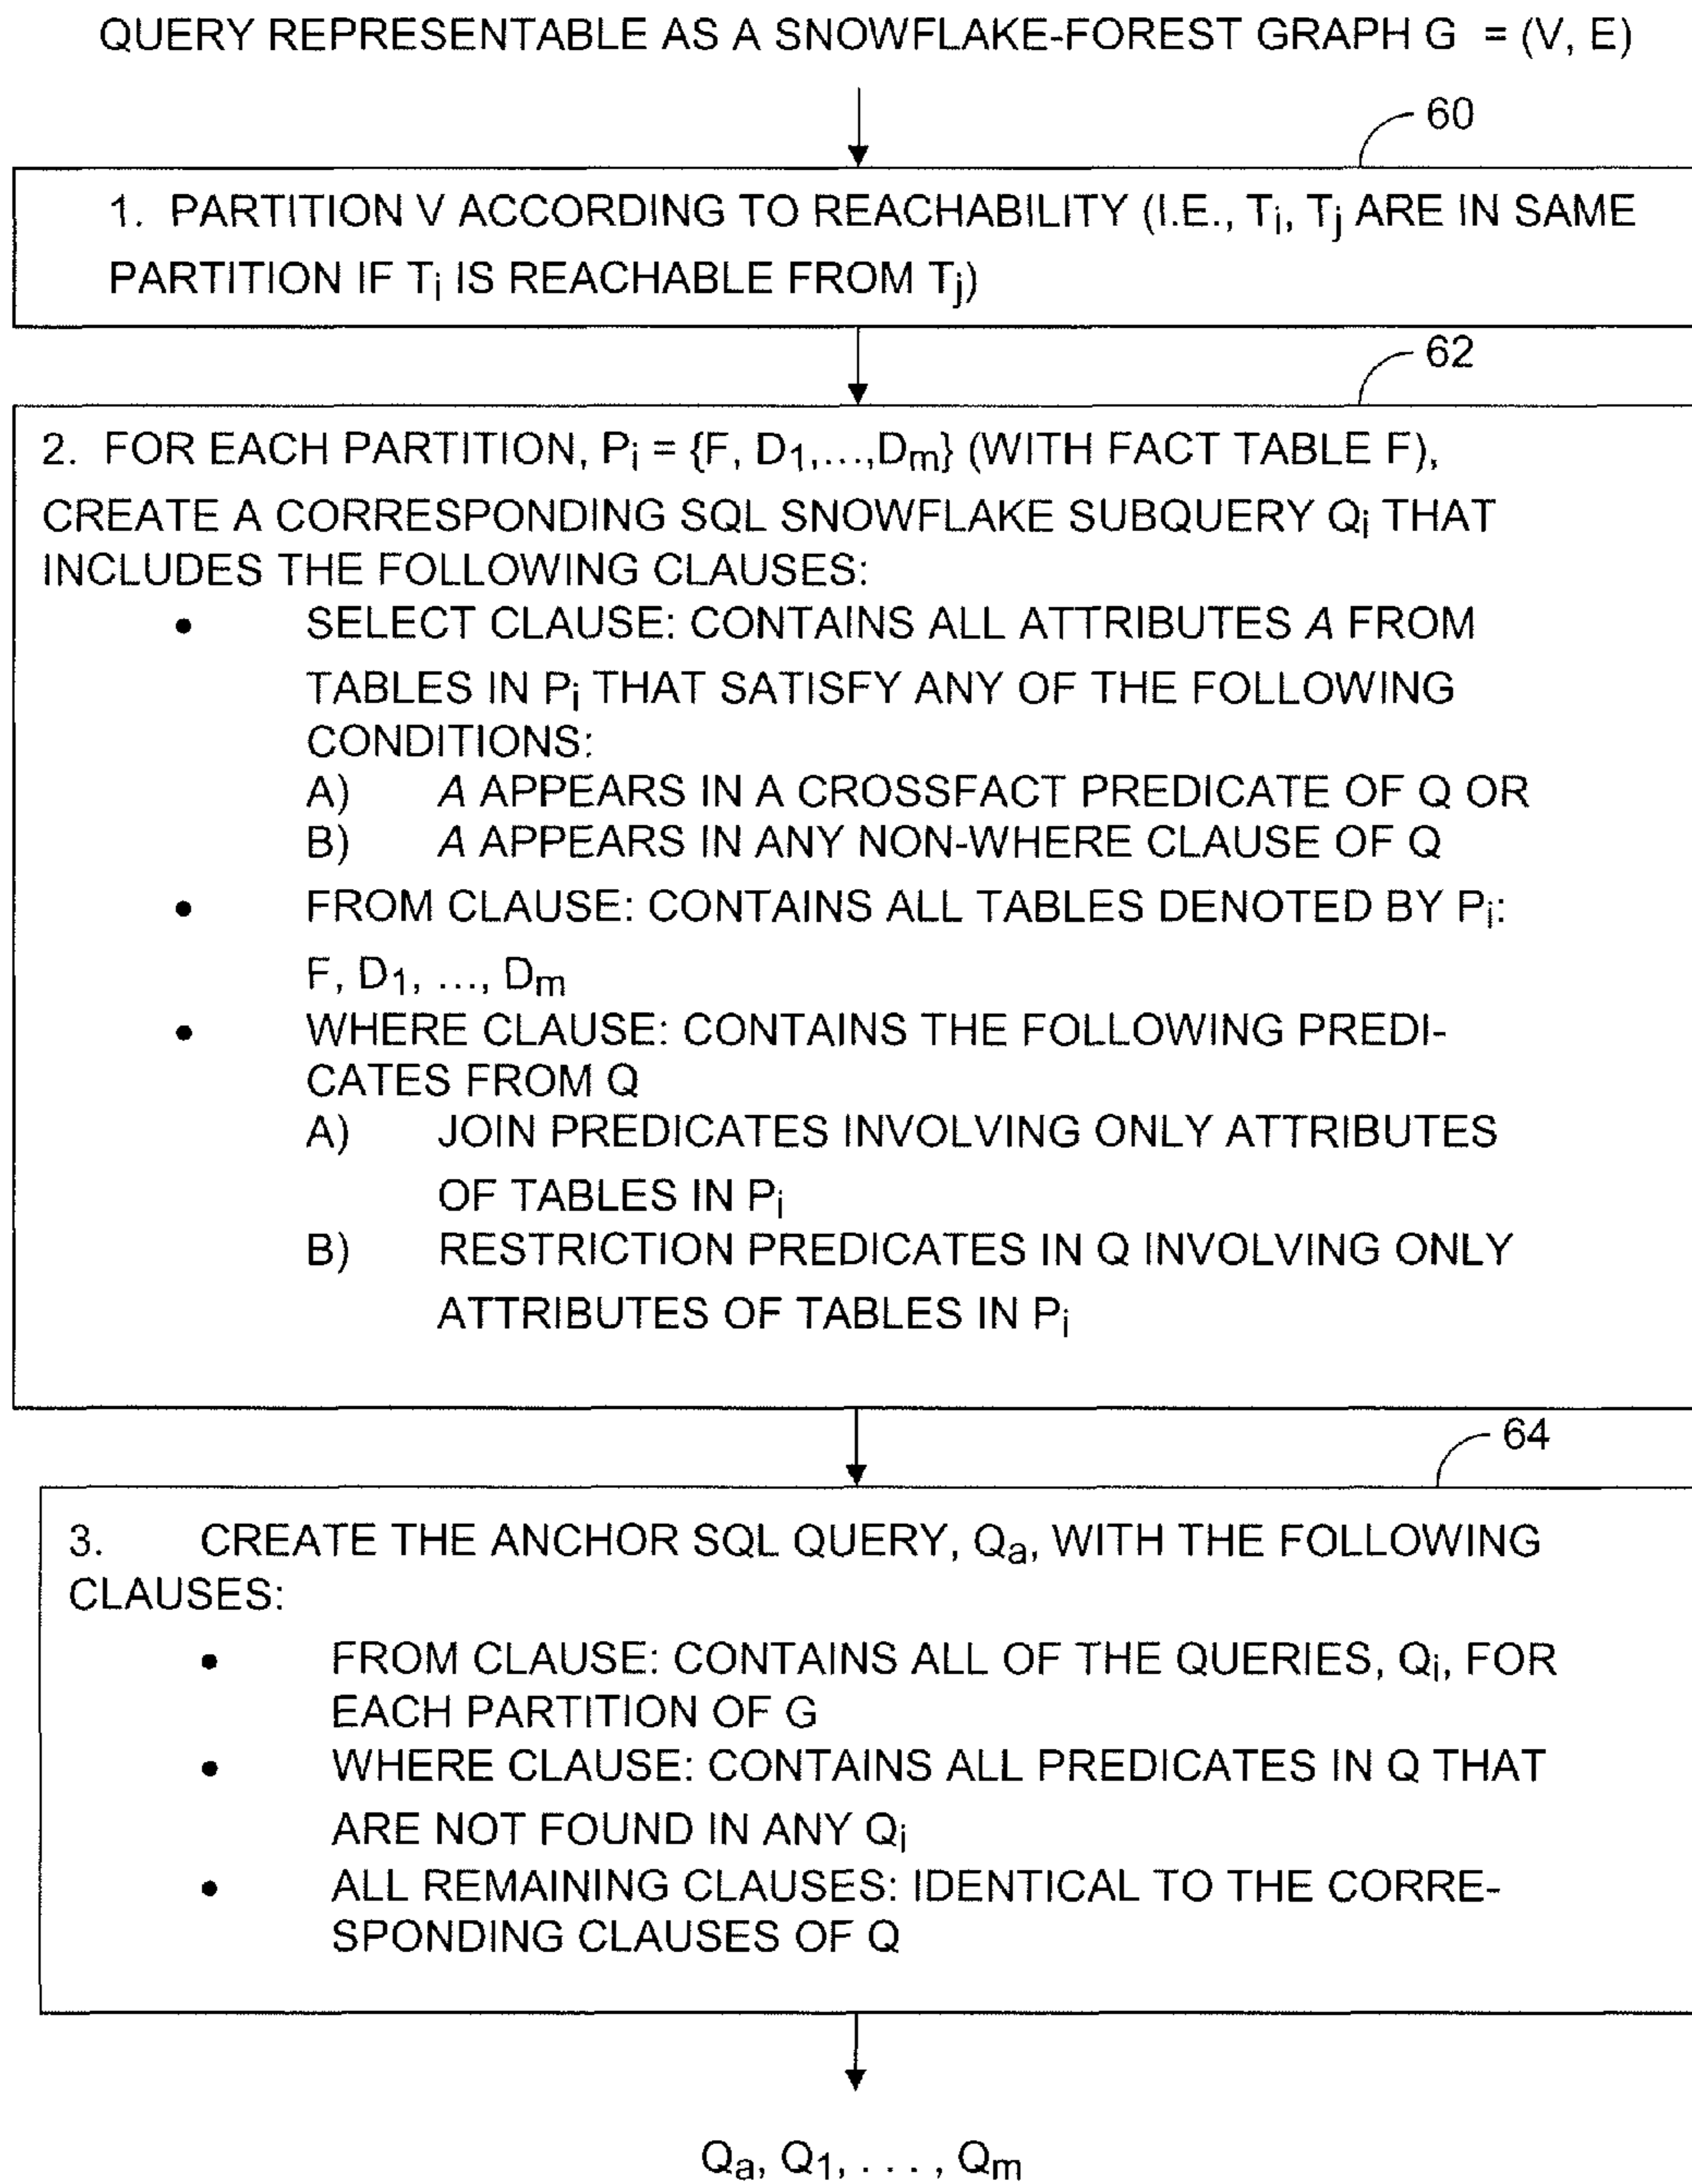 QUERY REPRESENTABLE AS A SNOWFLAKE-FOREST GRAPH G = (V, E)
60
1. PARTITION V ACCORDING TO REACHABILITY (I.E., Ti, Tj ARE IN SAME
PARTITION IF Ti IS REACHABLE FROM Tj)
62
2. FOR EACH PARTITION, Pi = {F, D1,...,Dm} (WITH FACT TABLE F),
CREATE A CORRESPONDING SQL SNOWFLAKE SUBQUERY Qi THAT
INCLUDES THE FOLLOWING CLAUSES:
• SELECT CLAUSE: CONTAINS ALL ATTRIBUTES A FROM
TABLES IN Pi THAT SATISFY ANY OF THE FOLLOWING
CONDITIONS:
A) A APPEARS IN A CROSSFACT PREDICATE OF Q OR
B) A APPEARS IN ANY NON-WHERE CLAUSE OF Q
• FROM CLAUSE: CONTAINS ALL TABLES DENOTED BY Pi:
F, D1, ..., Dm
• WHERE CLAUSE: CONTAINS THE FOLLOWING PREDI-
CATES FROM Q
A) JOIN PREDICATES INVOLVING ONLY ATTRIBUTES
OF TABLES IN Pi
B) RESTRICTION PREDICATES IN Q INVOLVING ONLY
ATTRIBUTES OF TABLES IN Pi
64
3. CREATE THE ANCHOR SQL QUERY, Qa, WITH THE FOLLOWING
CLAUSES:
• FROM CLAUSE: CONTAINS ALL OF THE QUERIES, Qi, FOR
EACH PARTITION OF G
• WHERE CLAUSE: CONTAINS ALL PREDICATES IN Q THAT
ARE NOT FOUND IN ANY Qi
• ALL REMAINING CLAUSES: IDENTICAL TO THE CORRE-
SPONDING CLAUSES OF Q
Qa, Q1, . . . , Qm